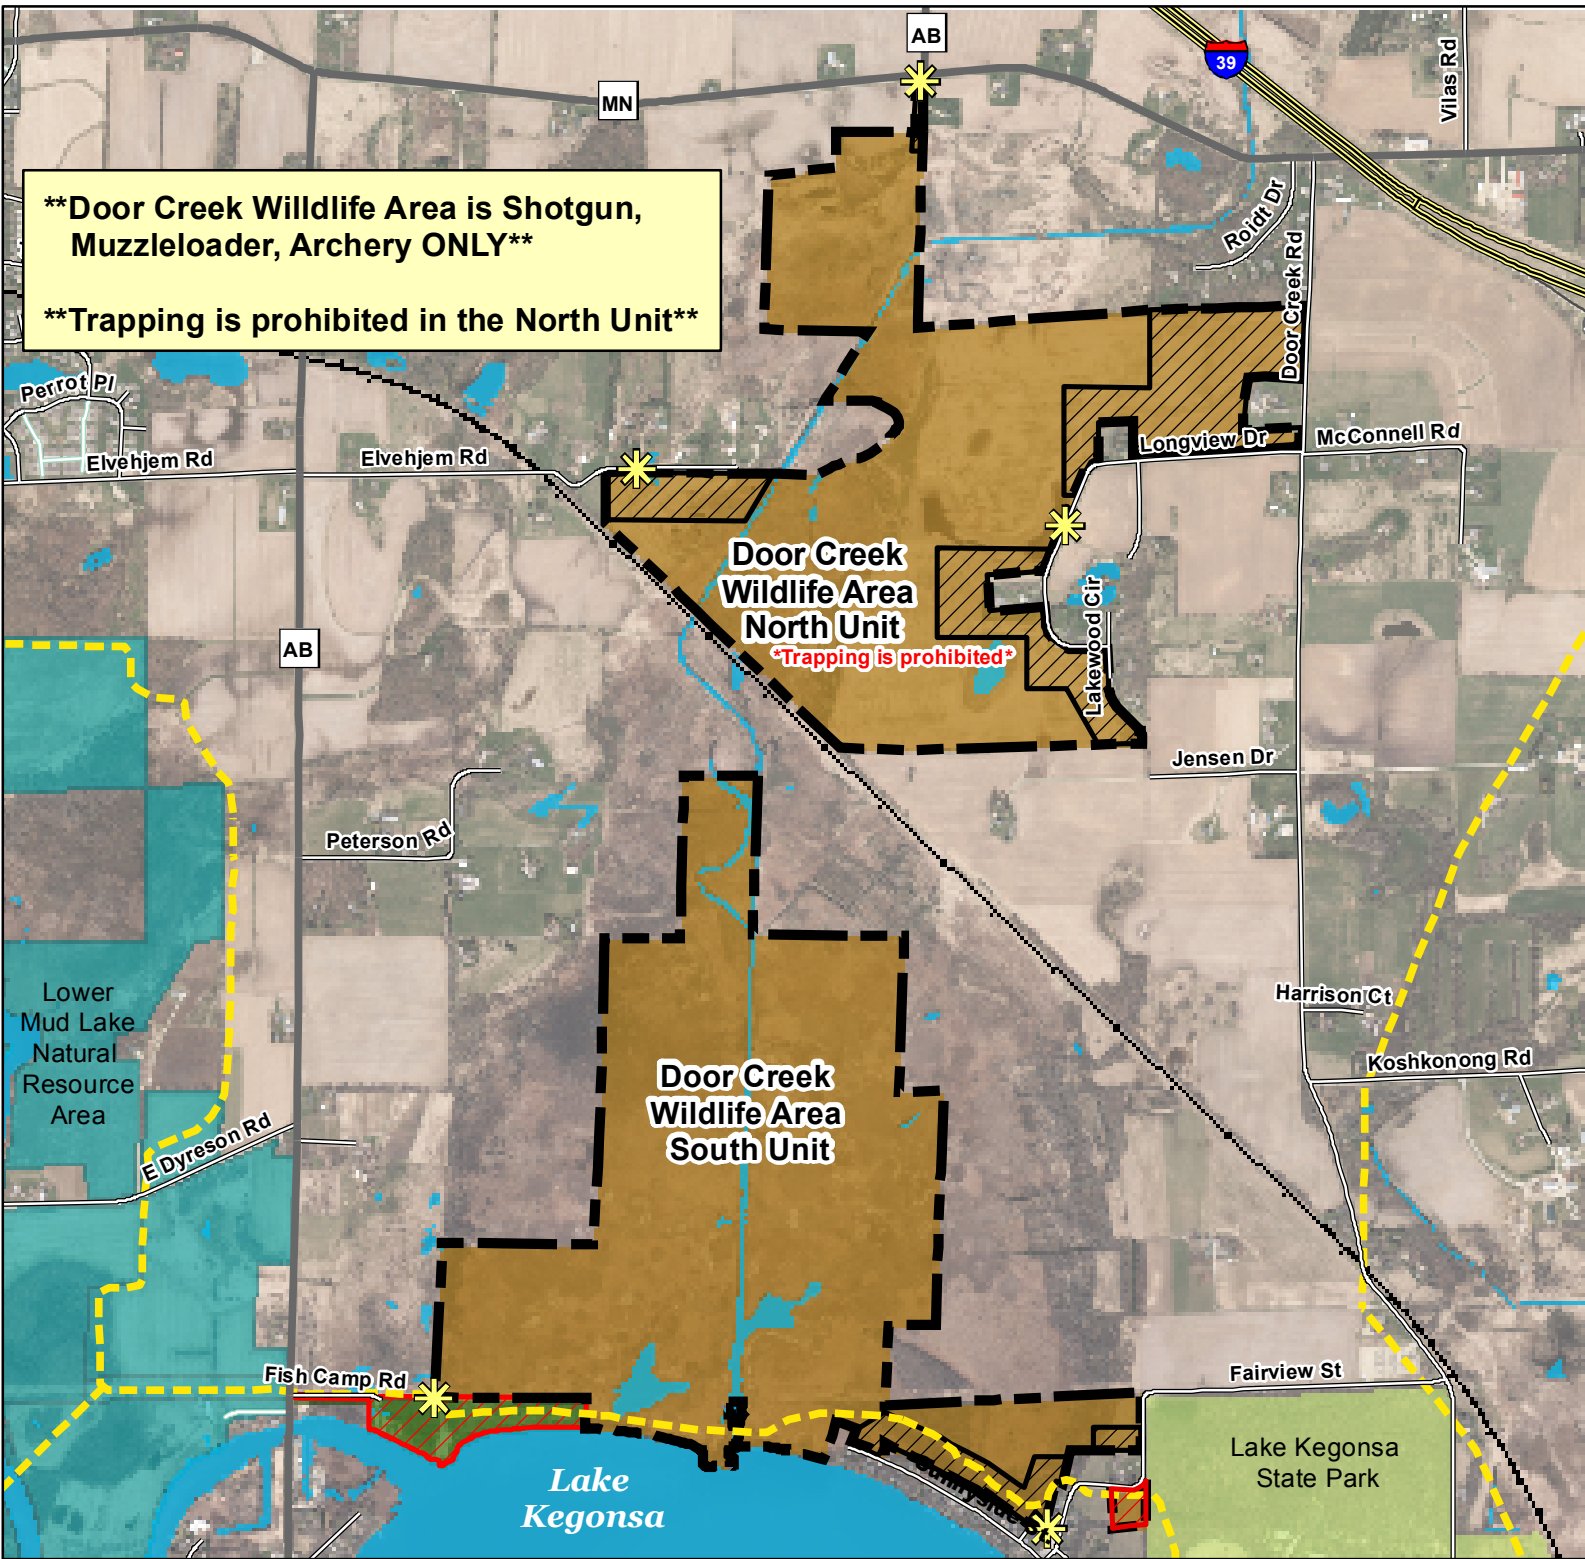 AB
39
MN
Vilas Rd
**Door Creek Willdlife Area is Shotgun,
Muzzleloader, Archery ONLY**
**Trapping is prohibited in the North Unit**
Roidt Dr
Door Creek Rd
Perrot Pl
Elvehjem Rd
Elvehjem Rd
Longview Dr
McConnell Rd
Door Creek
Wildlife Area
North Unit
*Trapping is prohibited*
Lakewood Cir
AB
Jensen Dr
Peterson Rd
Lower
Mud Lake
Natural
Resource
Area
Harrison Ct
Koshkonong Rd
Door Creek
Wildlife Area
South Unit
E Dyreson Rd
Fish Camp Rd
Fairview St
Lake Kegonsa
State Park
Lake
Kegonsa